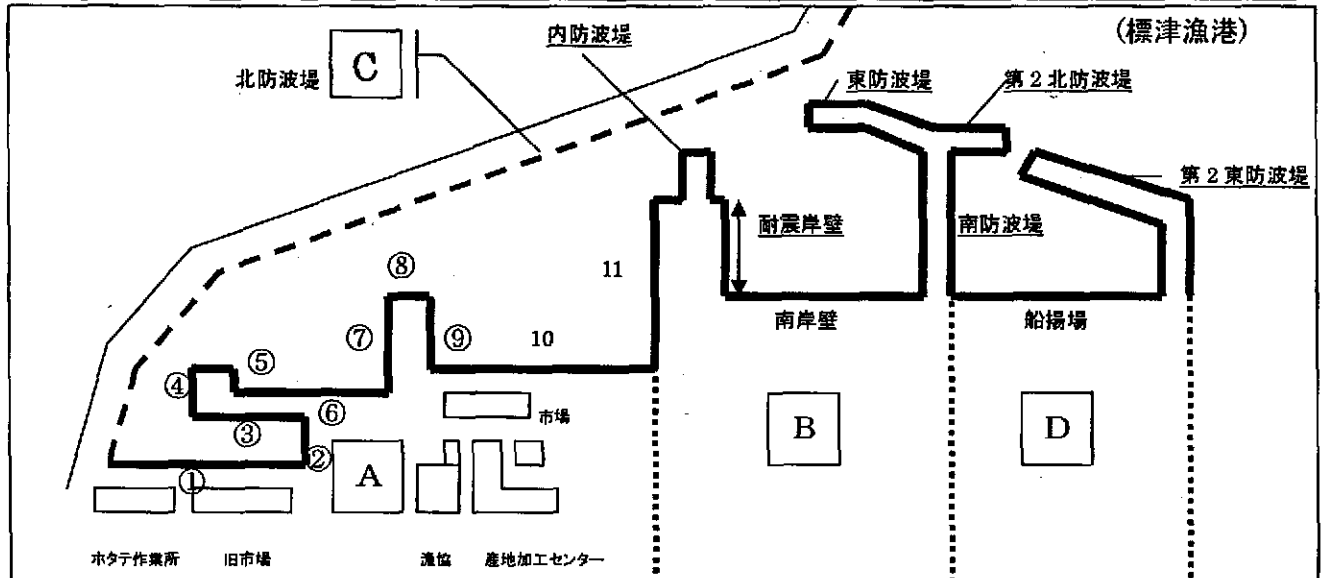 (標津漁港)
北防波堤
C
内防波堤
東防波堤
第2北防波堤
第2東防波堤
耐震岸壁
南防波堤
⑧
11
南岸壁
船揚場
⑦
⑨
10
④
⑤
⑥
③
②
①
市場
A
B
D
ホタテ作業所
旧市場
漁協
産地加工センター